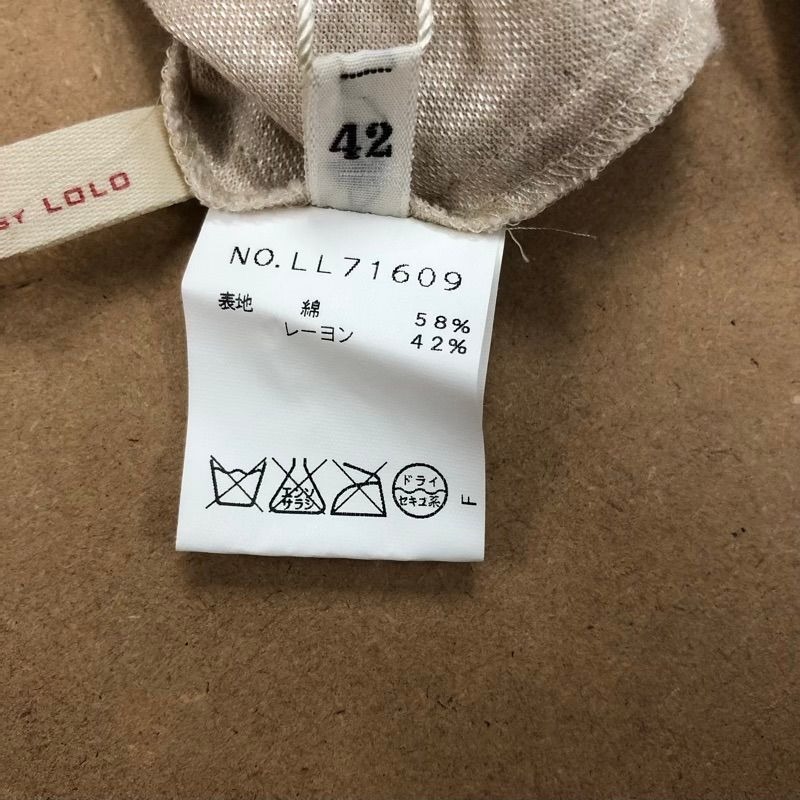 42
BY LOLO
NO.LL71609
表地 綿 58%
レーヨン 42%
エンソ
サラシ
ドライ
セキユ系
F